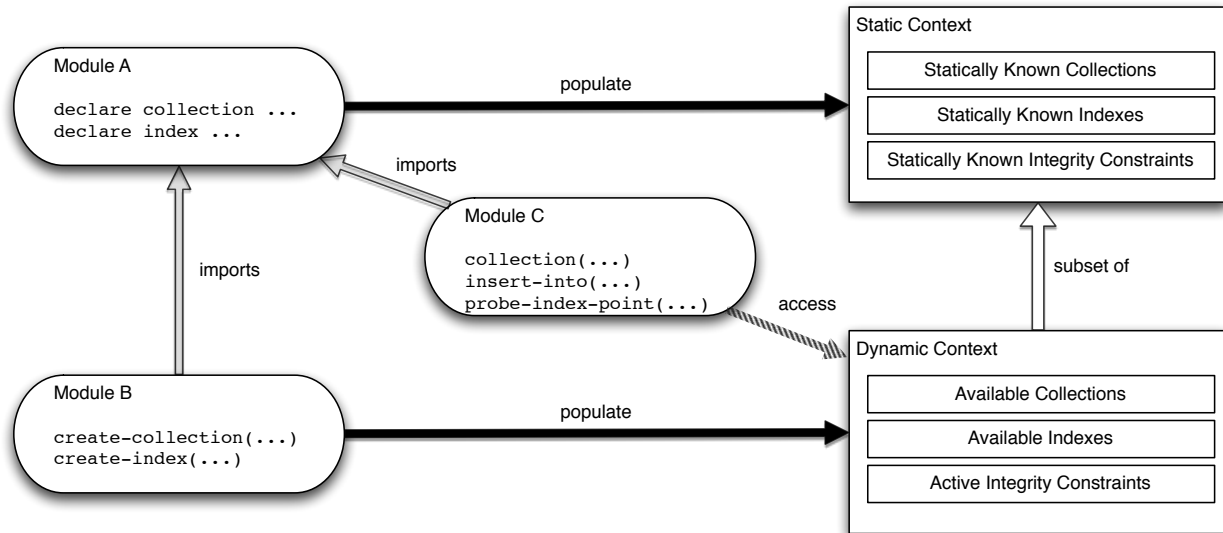 Module A
declare collection ...
declare index ...
populate
Static Context
Statically Known Collections
Statically Known Indexes
Statically Known Integrity Constraints
imports
Module C
collection(...)
insert-into(...)
probe-index-point(...)
imports
subset of
access
Module B
create-collection(...)
create-index(...)
populate
Dynamic Context
Available Collections
Available Indexes
Active Integrity Constraints